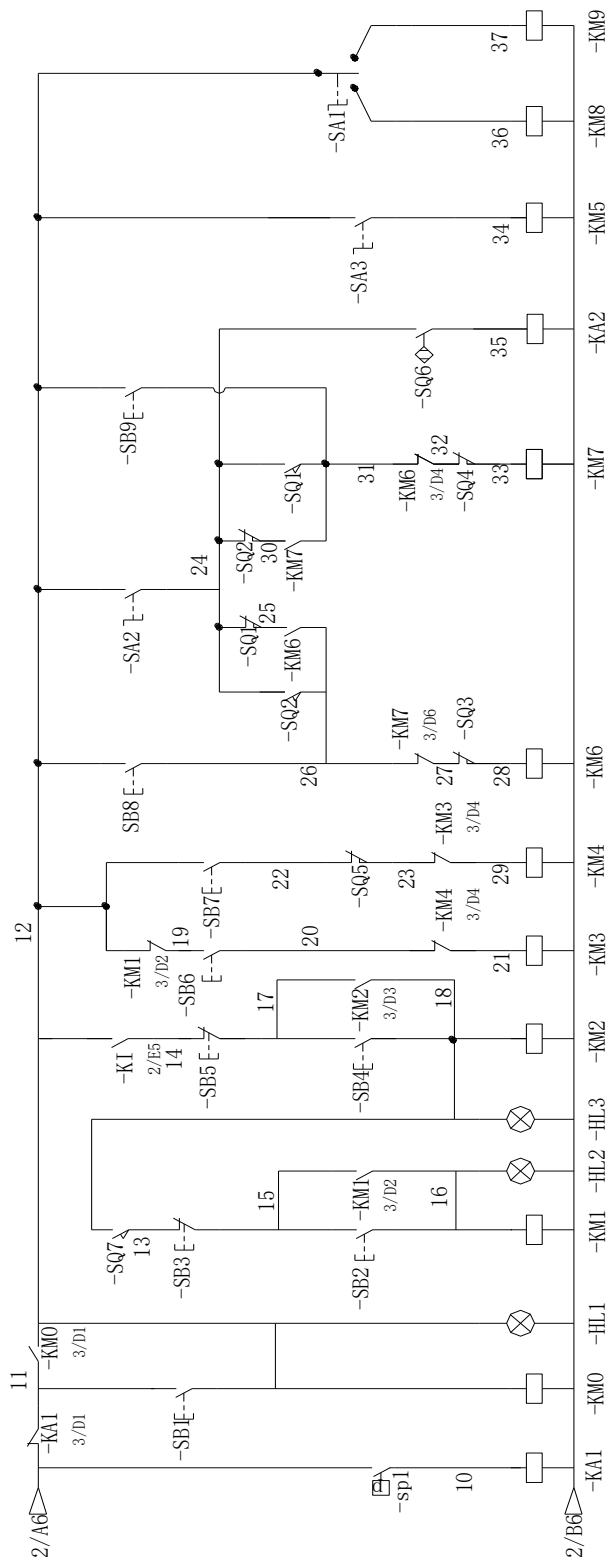 2/A6
-KA1
3/D1
11
-KM0
3/D1
12
-sp1
10
-SB1
-SQ7
13
-SB3
15
-SB2
-KM1
3/D2
16
-KI
2/E5
14
-SB5
17
-SB4
-KM2
3/D3
18
-KM1
3/D2
19
-SB6
20
-KM4
3/D4
21
-SB7
22
-SQ5
23
-KM3
3/D4
29
SB8
26
-SQ2
-SQ1
25
-KM6
-KM7
3/D6
27
-SQ3
28
-SA2
24
-SQ2
30
-KM7
-SQ1
31
-KM6
3/D4
32
-SQ4
33
-SB9
-SQ6
35
-SA3
34
-SA1
36
37
2/B6
-KA1
-KM0
-HL1
-KM1
-HL2
-HL3
-KM2
-KM3
-KM4
-KM6
-KM7
-KA2
-KM5
-KM8
-KM9